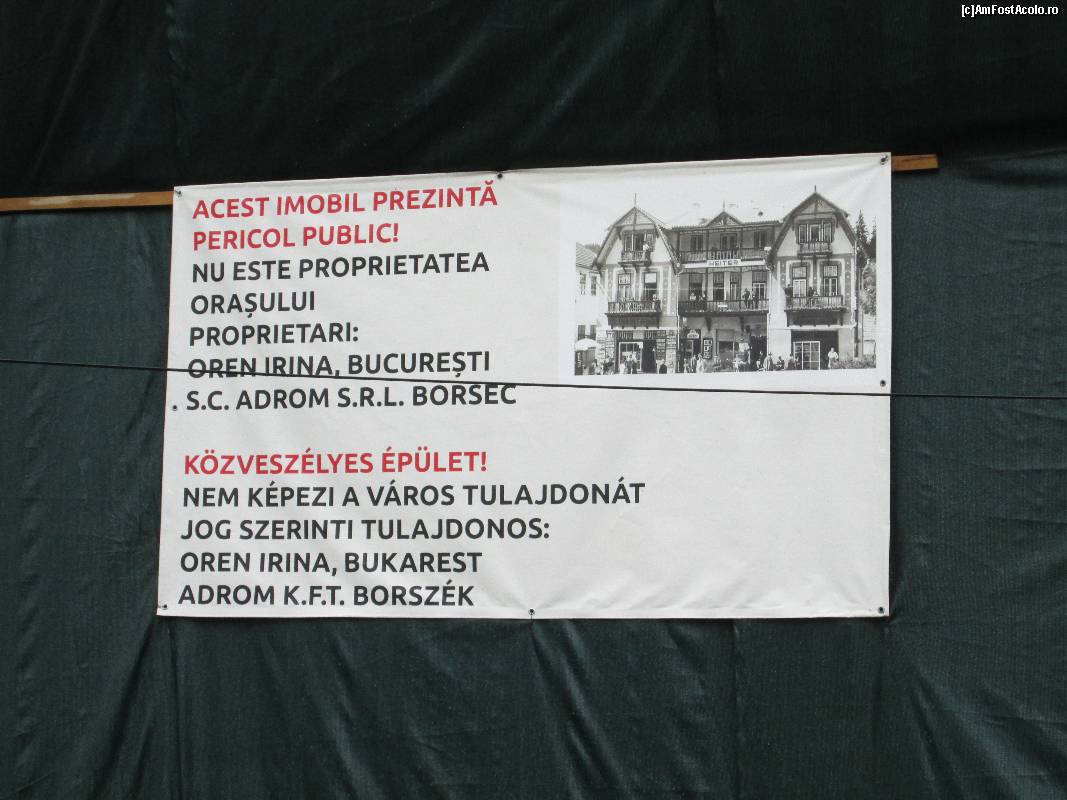 [c]AmFostAcolo.ro
ACEST IMOBIL PREZINTĂ
PERICOL PUBLIC!
NU ESTE PROPRIETATEA
ORAȘULUI
PROPRIETARI:
OREN IRINA, BUCUREȘTI
S.C. ADROM S.R.L. BORSEC
HEITER
KÖZVESZÉLYES ÉPÜLET!
NEM KÉPEZI A VÁROS TULAJDONÁT
JOG SZERINTI TULAJDONOS:
OREN IRINA, BUKAREST
ADROM K.F.T. BORSZÉK